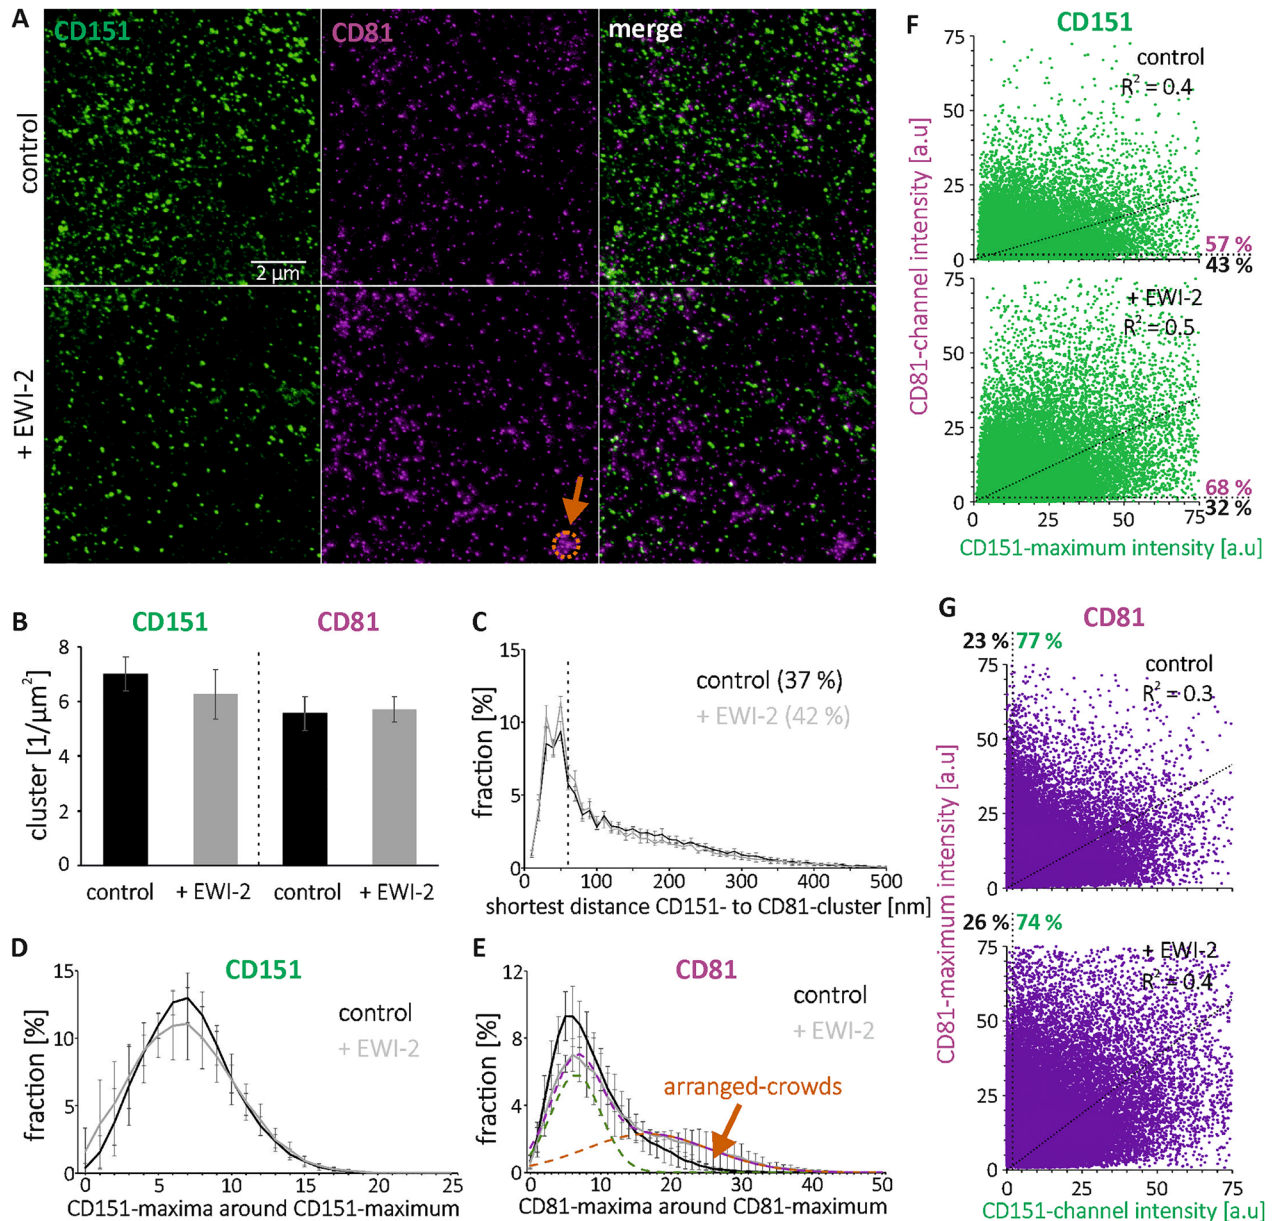 A
CD151
CD81
merge
control
2 µm
+ EWI-2
B
CD151
CD81
cluster [1/µm²]
8
6
4
2
0
control
+ EWI-2
control
+ EWI-2
C
fraction [%]
15
10
5
0
control (37 %)
+ EWI-2 (42 %)
100
200
300
400
500
shortest distance CD151- to CD81-cluster [nm]
D
CD151
fraction [%]
15
10
5
0
control
+ EWI-2
0
5
10
15
20
25
CD151-maxima around CD151-maximum
E
CD81
fraction [%]
12
8
4
0
control
+ EWI-2
arranged-crowds
0
10
20
30
40
50
CD81-maxima around CD81-maximum
F
CD151
CD81-channel intensity [a.u]
75
50
25
0
control
R² = 0.4
57 %
43 %
75
50
25
0
+ EWI-2
R² = 0.5
68 %
32 %
0
25
50
75
CD151-maximum intensity [a.u]
G
CD81
CD81-maximum intensity [a.u]
23 % 77 %
75
50
25
0
control
R² = 0.3
0
25
50
75
26 % 74 %
75
50
25
0
+ EWI-2
R² = 0.4
0
25
50
75
CD151-channel intensity [a.u]